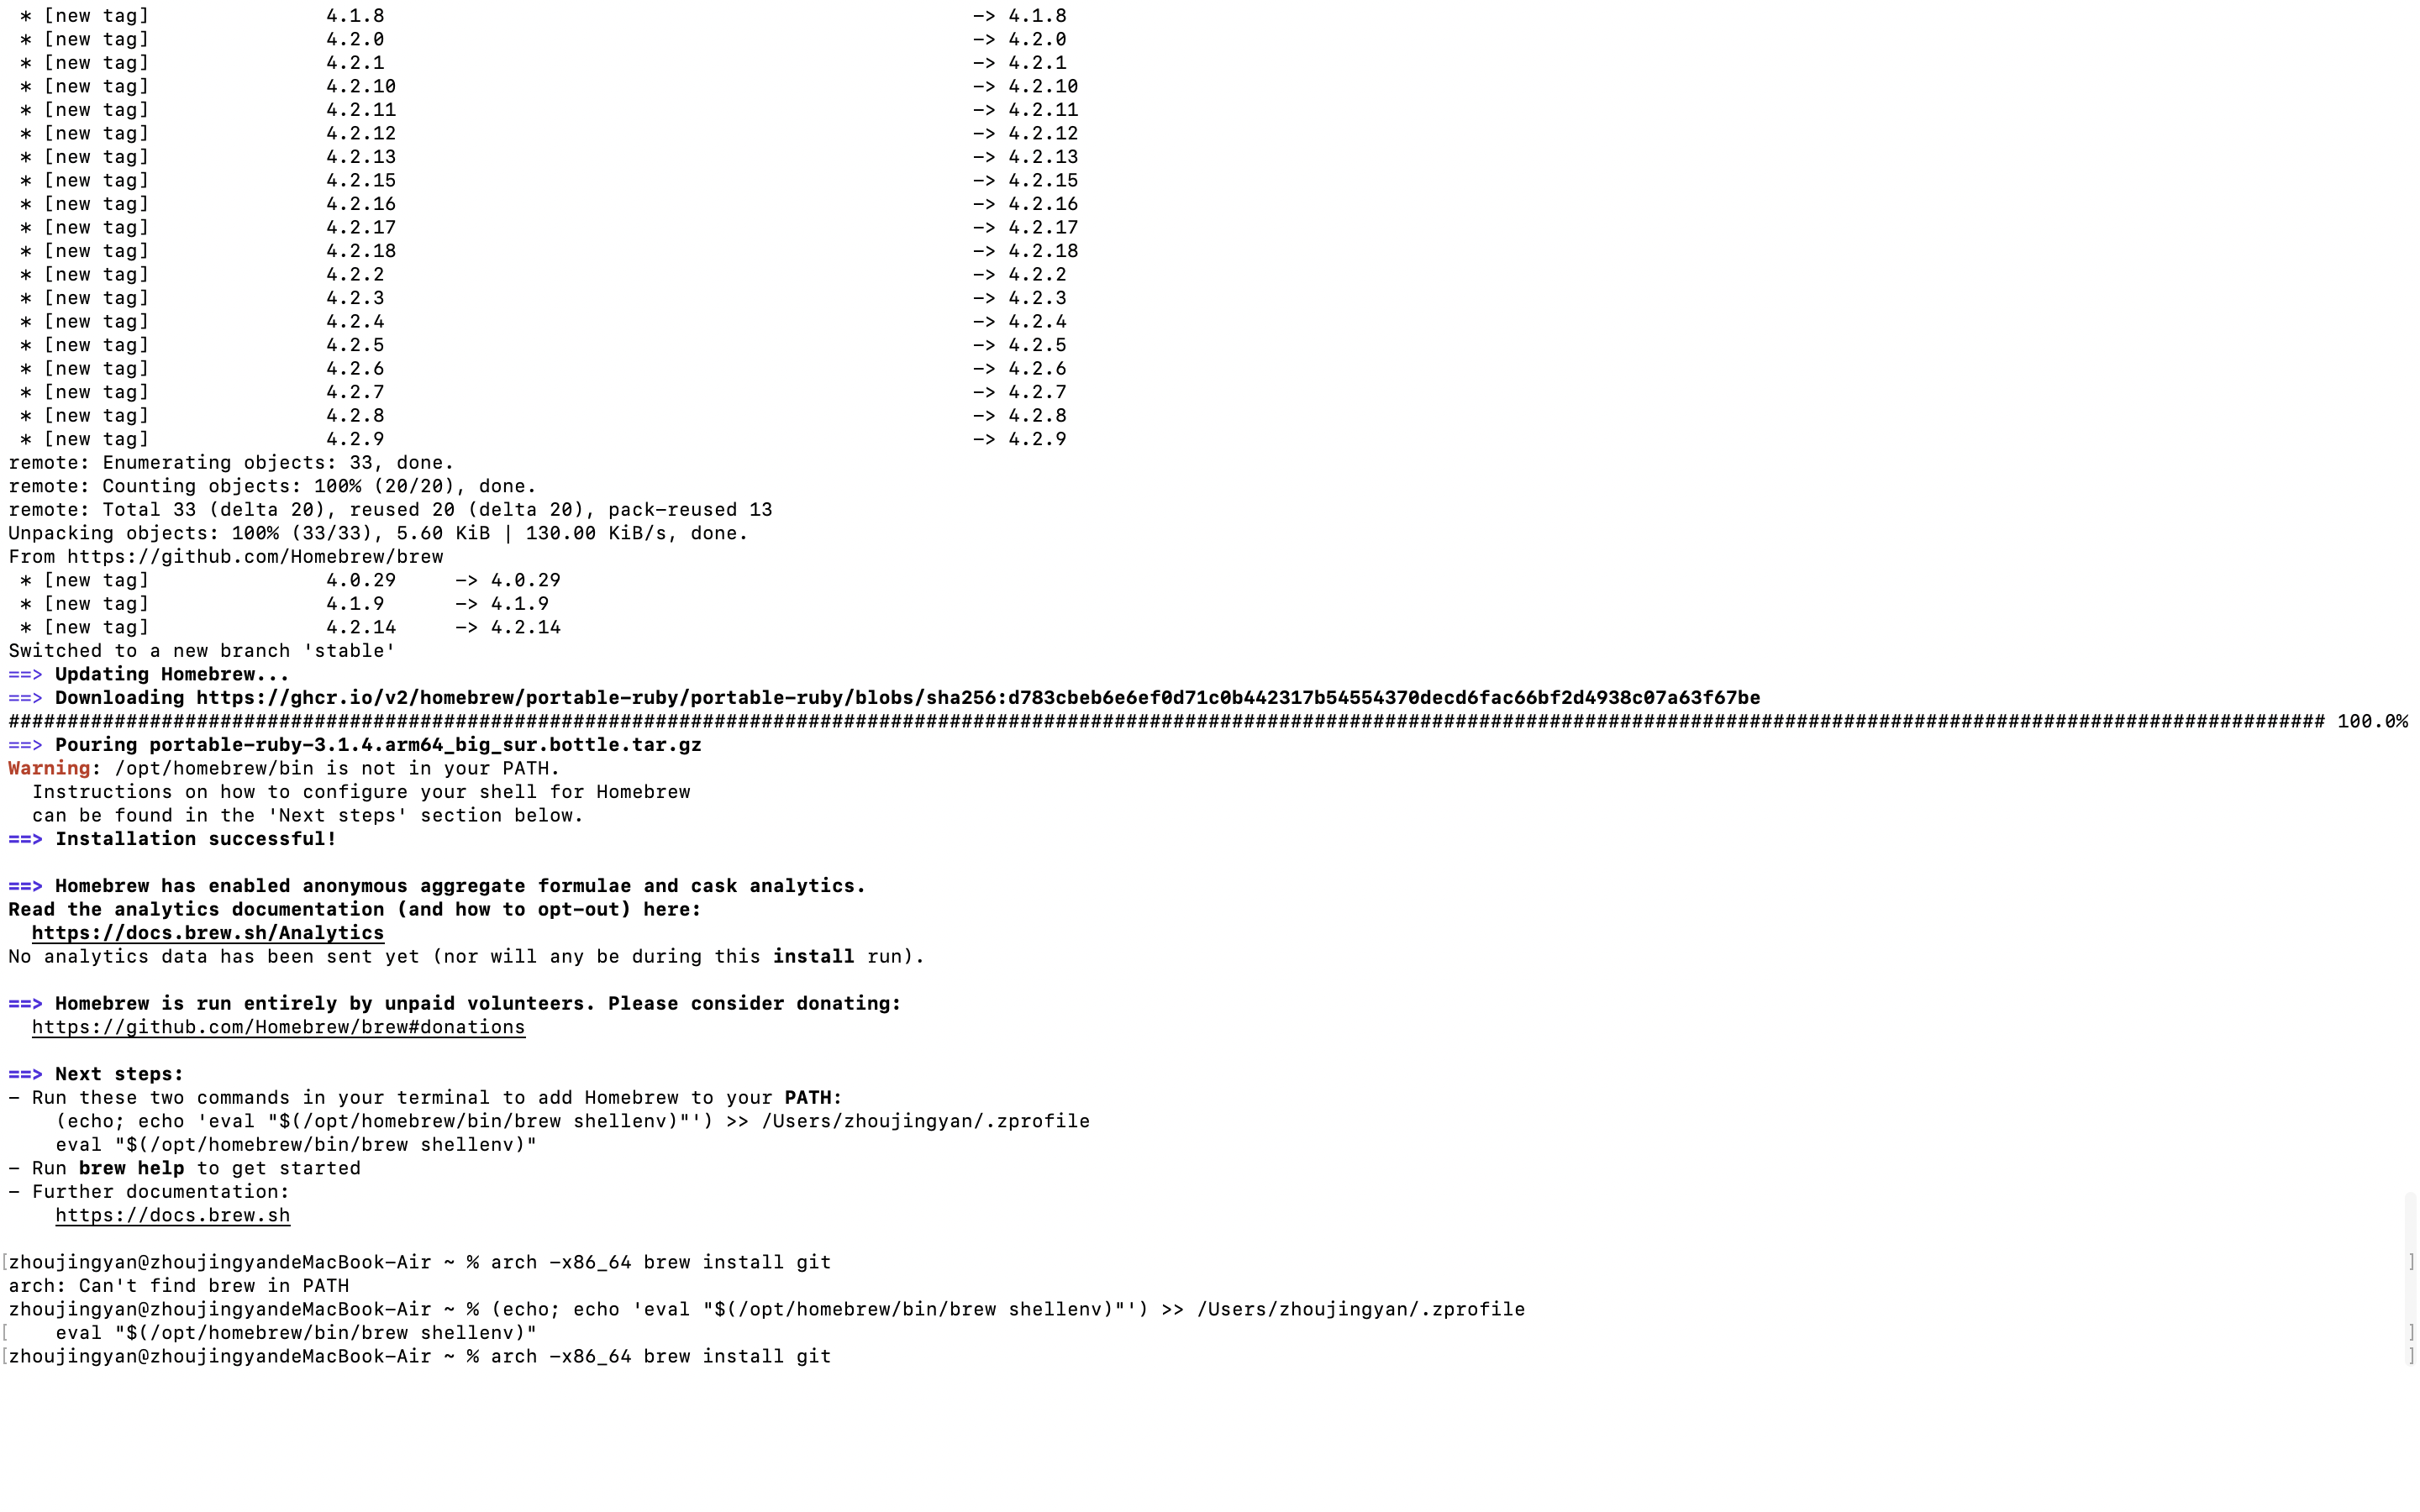 * [new tag]               4.1.8                                                  -> 4.1.8
 * [new tag]               4.2.0                                                  -> 4.2.0
 * [new tag]               4.2.1                                                  -> 4.2.1
 * [new tag]               4.2.10                                                 -> 4.2.10
 * [new tag]               4.2.11                                                 -> 4.2.11
 * [new tag]               4.2.12                                                 -> 4.2.12
 * [new tag]               4.2.13                                                 -> 4.2.13
 * [new tag]               4.2.15                                                 -> 4.2.15
 * [new tag]               4.2.16                                                 -> 4.2.16
 * [new tag]               4.2.17                                                 -> 4.2.17
 * [new tag]               4.2.18                                                 -> 4.2.18
 * [new tag]               4.2.2                                                  -> 4.2.2
 * [new tag]               4.2.3                                                  -> 4.2.3
 * [new tag]               4.2.4                                                  -> 4.2.4
 * [new tag]               4.2.5                                                  -> 4.2.5
 * [new tag]               4.2.6                                                  -> 4.2.6
 * [new tag]               4.2.7                                                  -> 4.2.7
 * [new tag]               4.2.8                                                  -> 4.2.8
 * [new tag]               4.2.9                                                  -> 4.2.9
remote: Enumerating objects: 33, done.
remote: Counting objects: 100% (20/20), done.
remote: Total 33 (delta 20), reused 20 (delta 20), pack-reused 13
Unpacking objects: 100% (33/33), 5.60 KiB | 130.00 KiB/s, done.
From https://github.com/Homebrew/brew
 * [new tag]               4.0.29     -> 4.0.29
 * [new tag]               4.1.9      -> 4.1.9
 * [new tag]               4.2.14     -> 4.2.14
Switched to a new branch 'stable'
==> Updating Homebrew...
==> Downloading https://ghcr.io/v2/homebrew/portable-ruby/portable-ruby/blobs/sha256:d783cbeb6e6ef0d71c0b442317b54554370decd6fac66bf2d4938c07a63f67be
##################################################################################################################################################################################################### 100.0%
==> Pouring portable-ruby-3.1.4.arm64_big_sur.bottle.tar.gz
Warning: /opt/homebrew/bin is not in your PATH.
  Instructions on how to configure your shell for Homebrew
  can be found in the 'Next steps' section below.
==> Installation successful!
==> Homebrew has enabled anonymous aggregate formulae and cask analytics.
Read the analytics documentation (and how to opt-out) here:
  https://docs.brew.sh/Analytics
No analytics data has been sent yet (nor will any be during this install run).
==> Homebrew is run entirely by unpaid volunteers. Please consider donating:
  https://github.com/Homebrew/brew#donations
==> Next steps:
- Run these two commands in your terminal to add Homebrew to your PATH:
    (echo; echo 'eval "$(/opt/homebrew/bin/brew shellenv)"') >> /Users/zhoujingyan/.zprofile
    eval "$(/opt/homebrew/bin/brew shellenv)"
- Run brew help to get started
- Further documentation:
    https://docs.brew.sh
[zhoujingyan@zhoujingyandeMacBook-Air ~ % arch -x86_64 brew install git ]
arch: Can't find brew in PATH
zhoujingyan@zhoujingyandeMacBook-Air ~ % (echo; echo 'eval "$(/opt/homebrew/bin/brew shellenv)"') >> /Users/zhoujingyan/.zprofile
[    eval "$(/opt/homebrew/bin/brew shellenv)" ]
[zhoujingyan@zhoujingyandeMacBook-Air ~ % arch -x86_64 brew install git ]